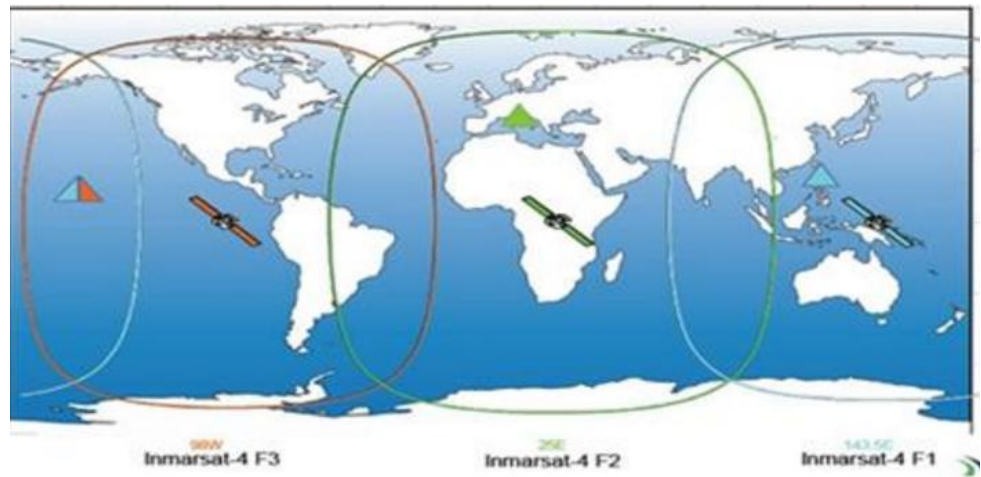 98W
25E
143.5E
Inmarsat-4 F3
Inmarsat-4 F2
Inmarsat-4 F1